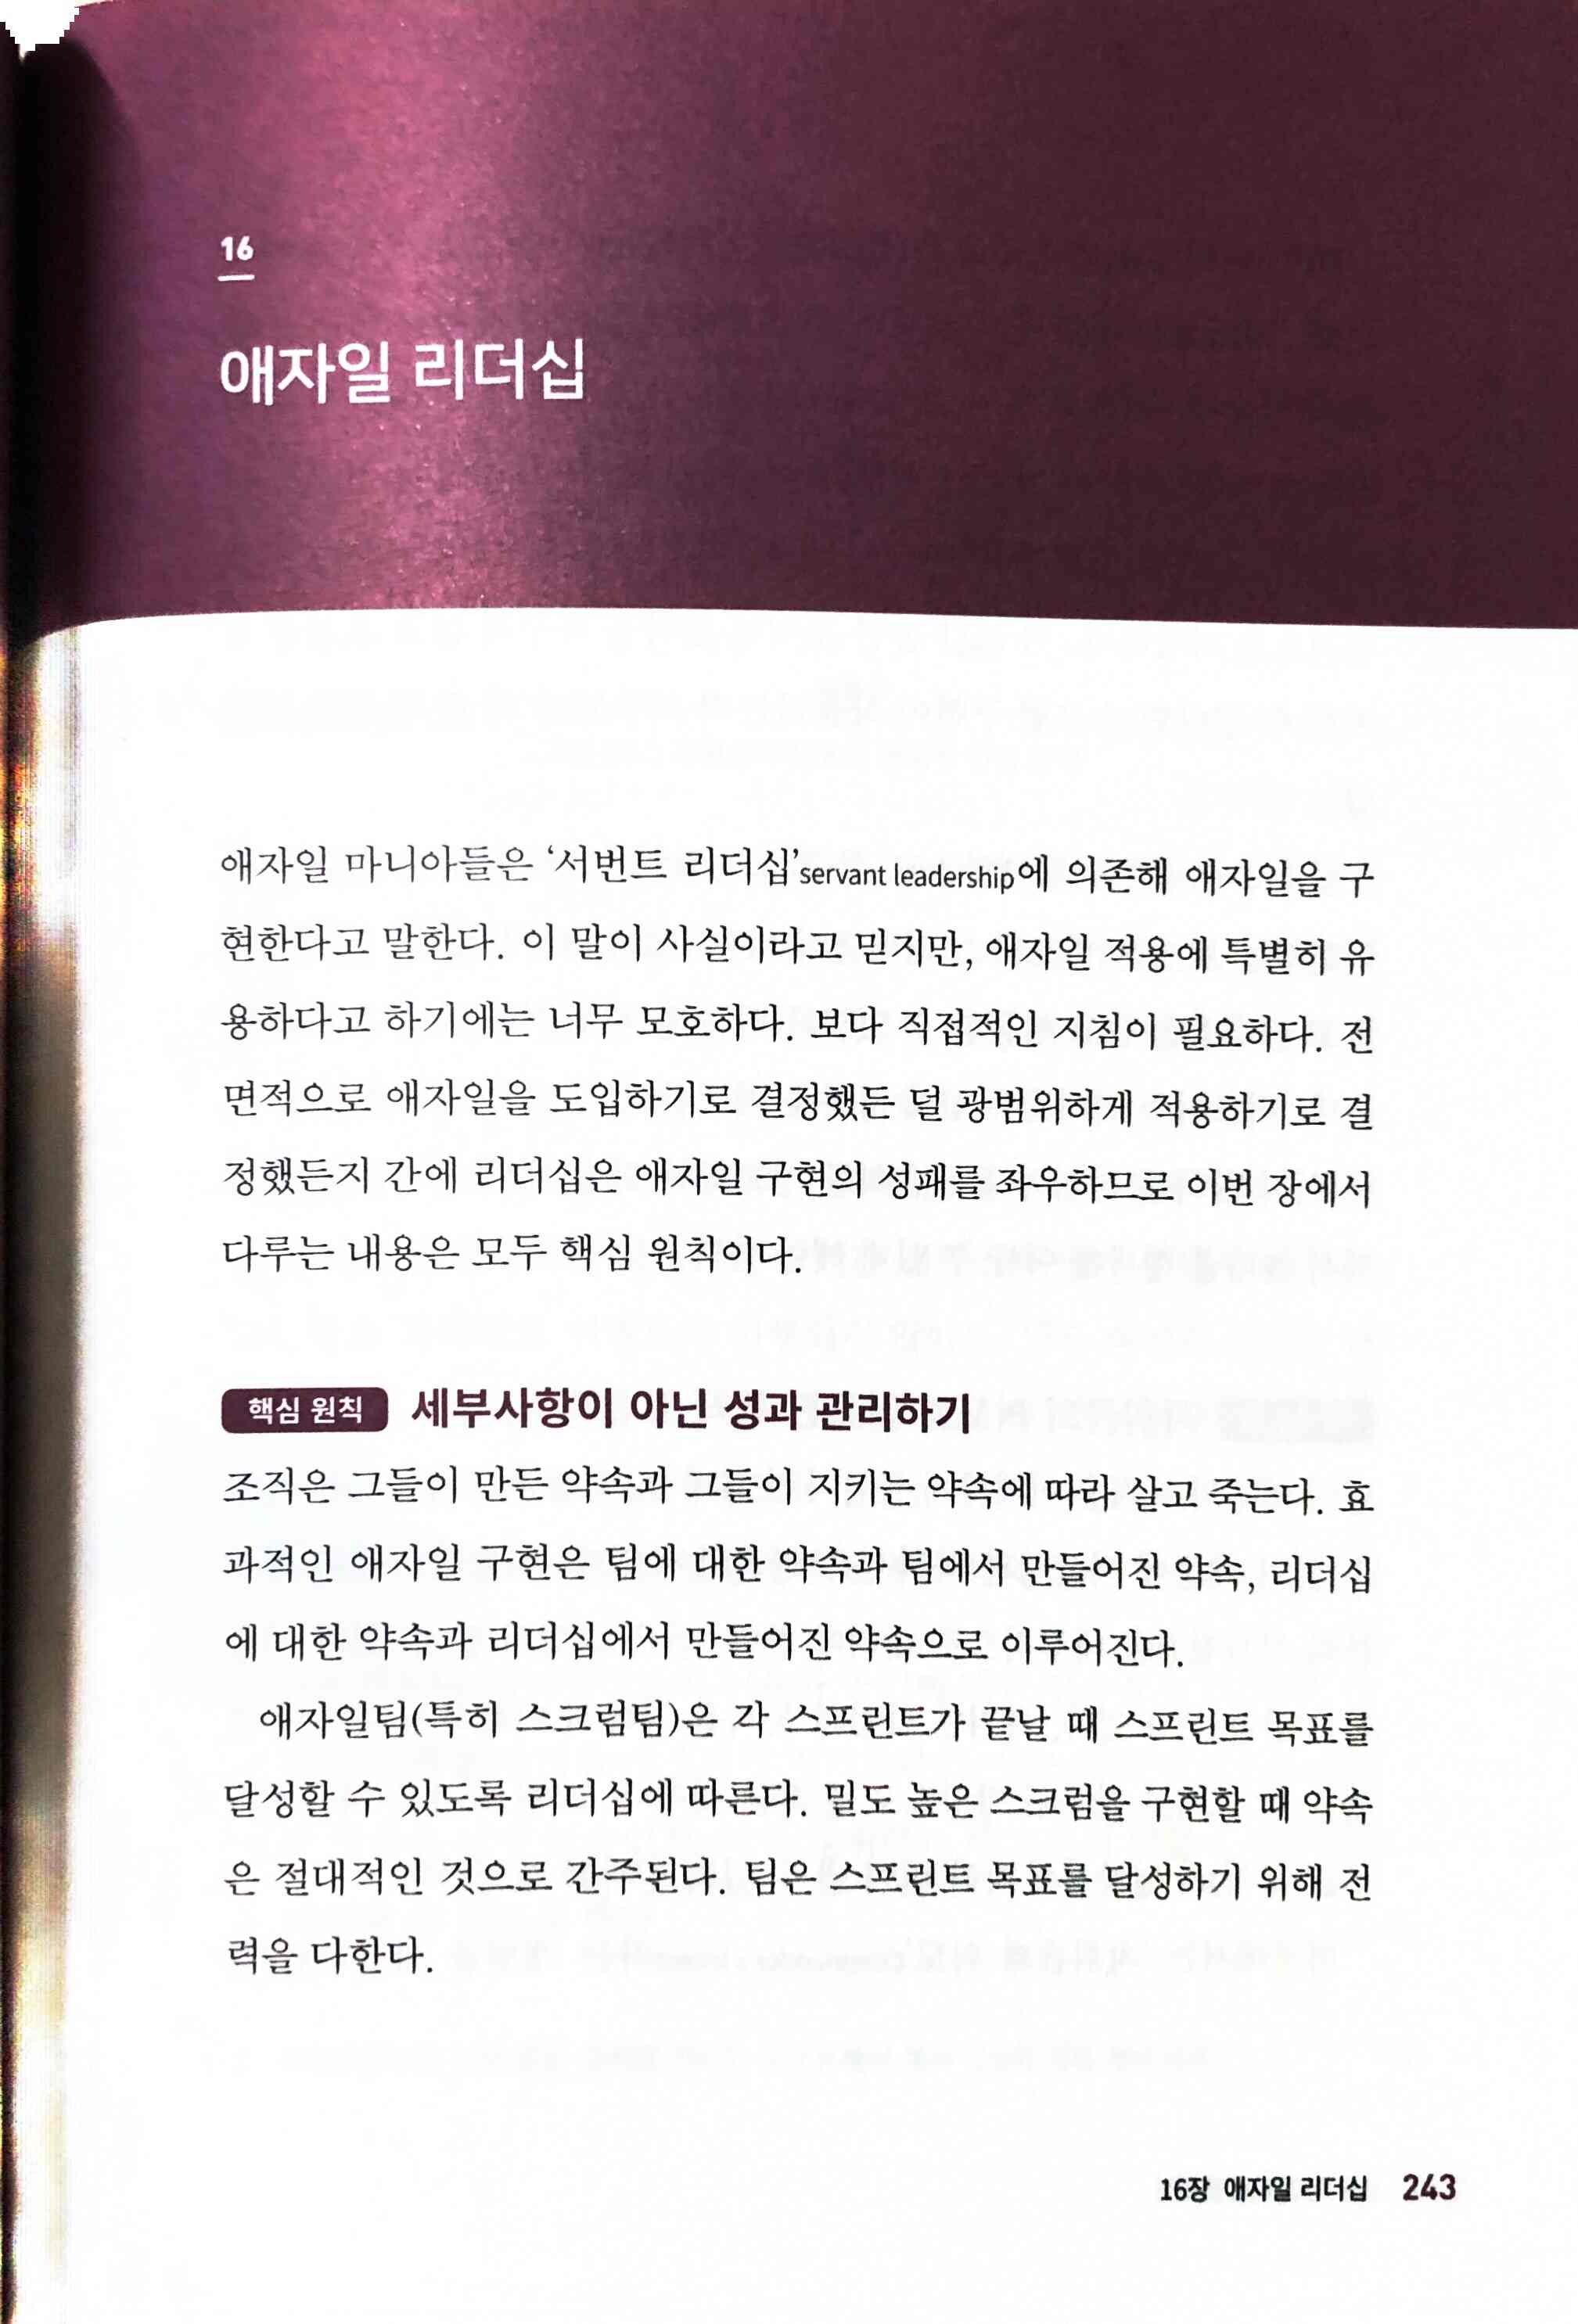 16
애자일 리더십
애자일 마니아들은 ‘서번트 리더십’servant leadership에 의존해 애자일을 구
현한다고 말한다. 이 말이 사실이라고 믿지만, 애자일 적용에 특별히 유
용하다고 하기에는 너무 모호하다. 보다 직접적인 지침이 필요하다. 전
면적으로 애자일을 도입하기로 결정했든 덜 광범위하게 적용하기로 결
정했든지 간에 리더십은 애자일 구현의 성패를 좌우하므로 이번 장에서
다루는 내용은 모두 핵심 원칙이다.
핵심 원칙 세부사항이 아닌 성과 관리하기
조직은 그들이 만든 약속과 그들이 지키는 약속에 따라 살고 죽는다. 효
과적인 애자일 구현은 팀에 대한 약속과 팀에서 만들어진 약속, 리더십
에 대한 약속과 리더십에서 만들어진 약속으로 이루어진다.
애자일팀(특히 스크럼팀)은 각 스프린트가 끝날 때 스프린트 목표를
달성할 수 있도록 리더십에 따른다. 밀도 높은 스크럼을 구현할 때 약속
은 절대적인 것으로 간주된다. 팀은 스프린트 목표를 달성하기 위해 전
력을 다한다.
16장 애자일 리더십 243